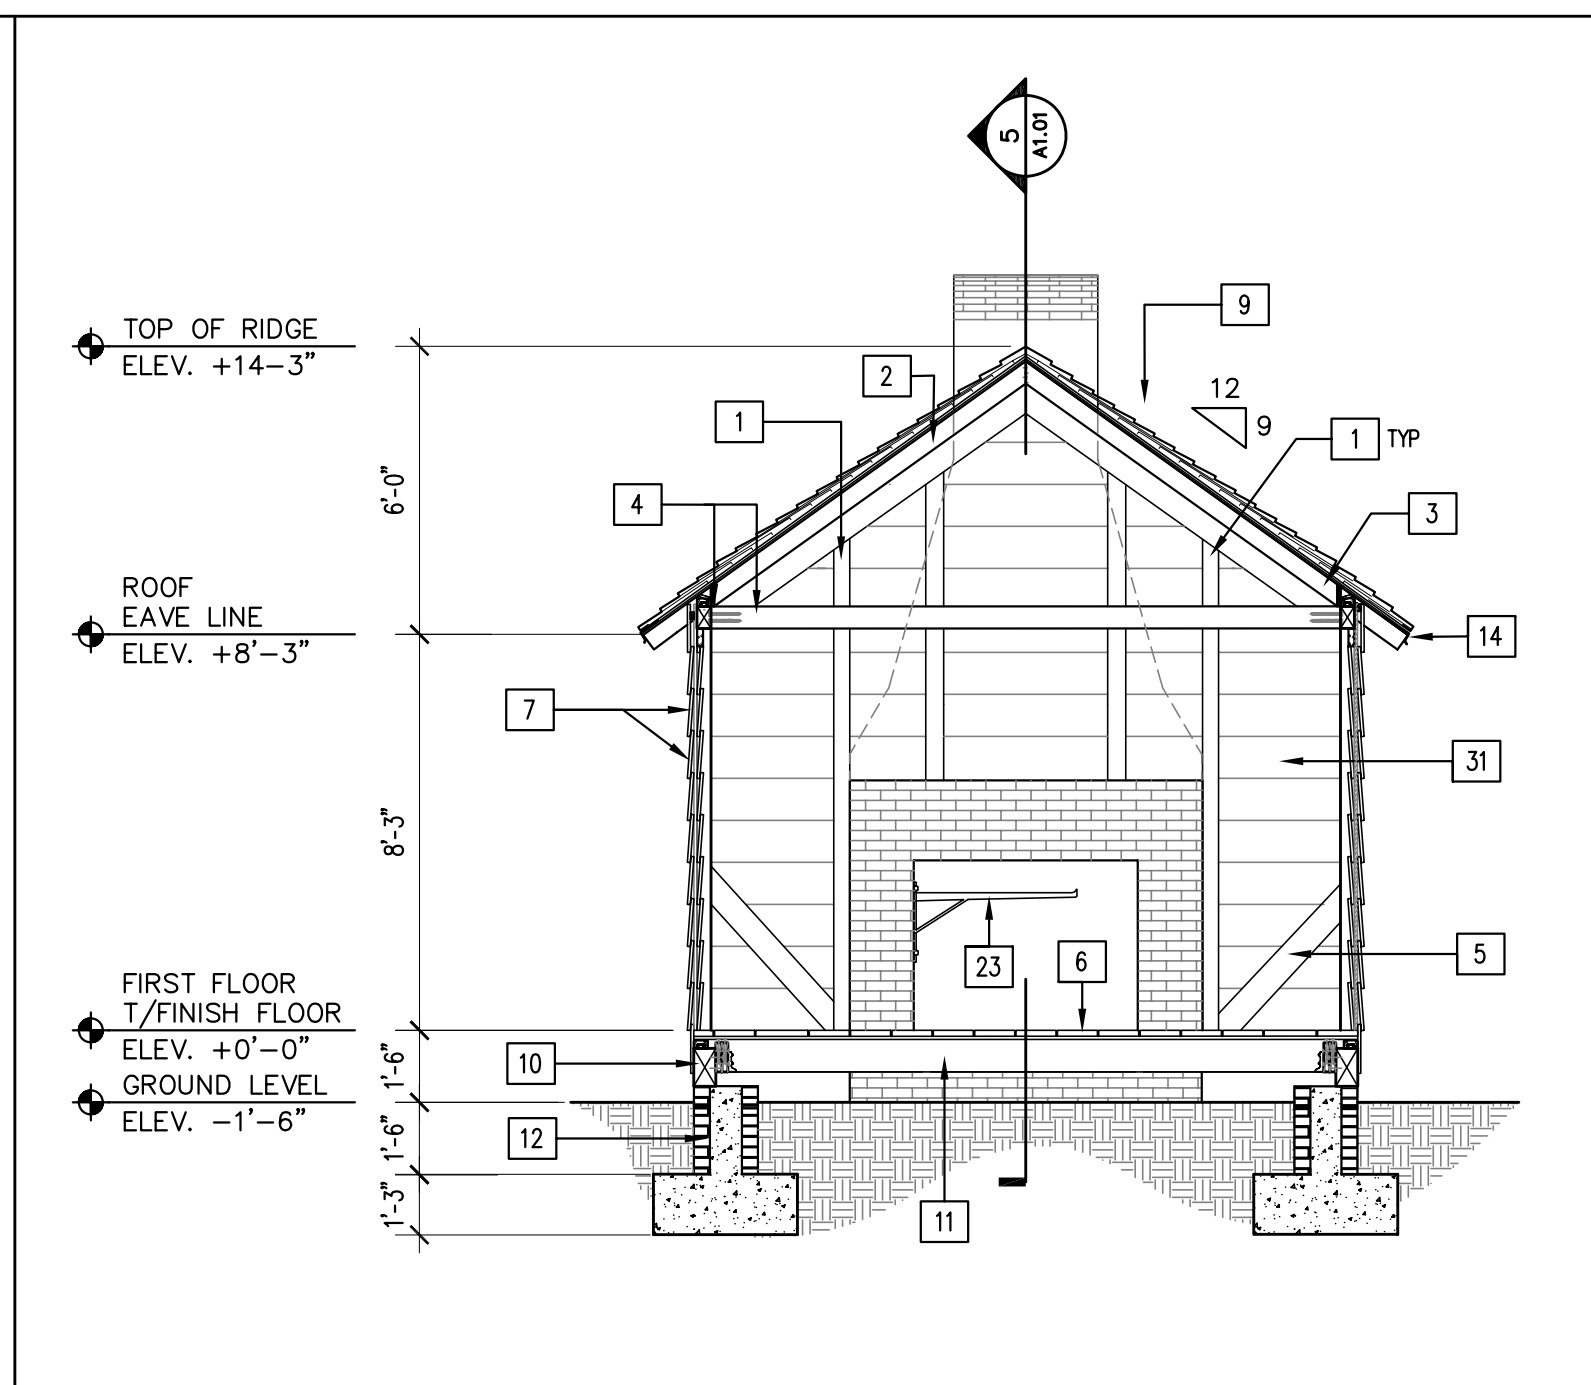 5
A1.01
TOP OF RIDGE
ELEV. +14-3"
9
2
12
9
1
1 TYP
6'-0"
4
3
ROOF
EAVE LINE
ELEV. +8'-3"
14
7
31
8'-3"
5
23
6
FIRST FLOOR
T/FINISH FLOOR
ELEV. +0'-0"
10
1'-6"
GROUND LEVEL
ELEV. -1'-6"
12
1'-6"
1'-3"
11